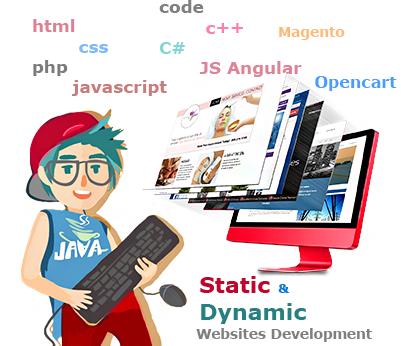 code
html
c++
Magento
css
C#
php
JS Angular
javascript
Opencart
JAVA
Static &
Dynamic
Websites Development